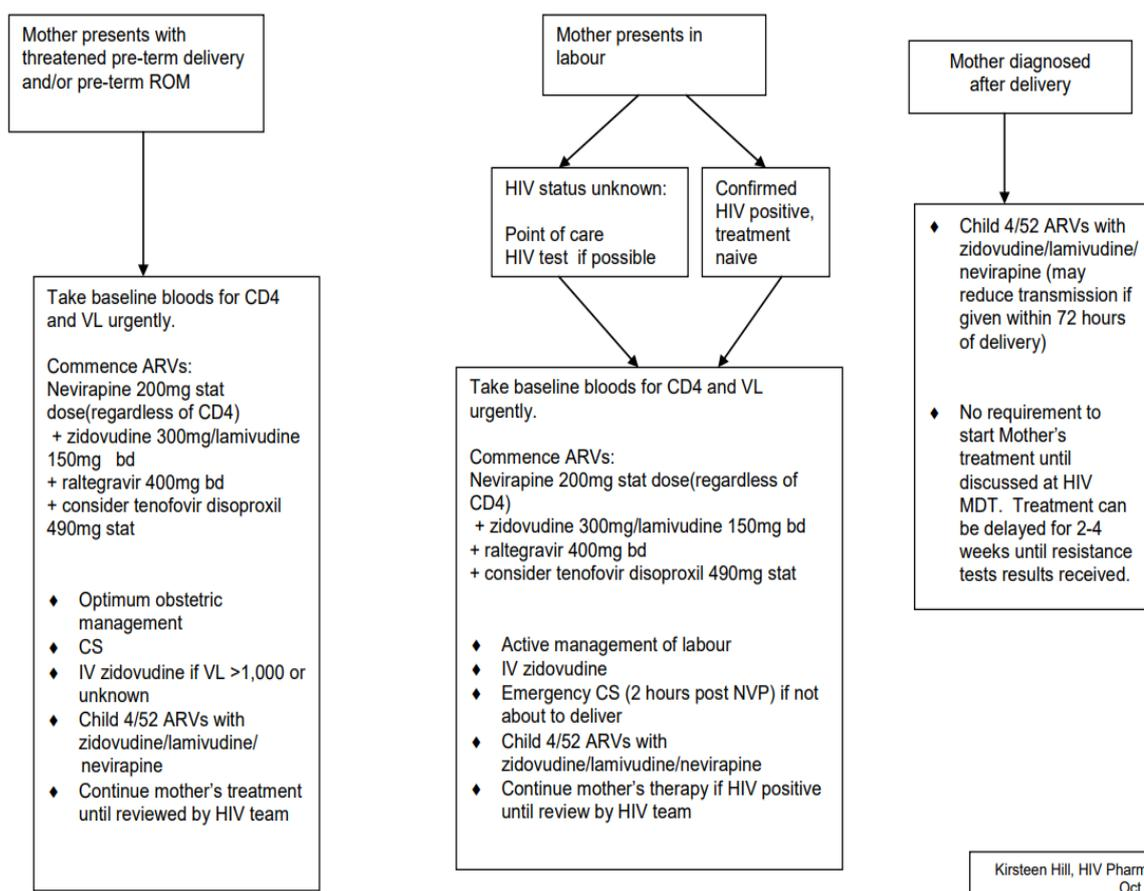 Mother presents with
threatened pre-term delivery
and/or pre-term ROM
Take baseline bloods for CD4
and VL urgently.
Commence ARVs:
Nevirapine 200mg stat
dose(regardless of CD4)
+ zidovudine 300mg/lamivudine
150mg bd
+ raltegravir 400mg bd
+ consider tenofovir disoproxil
490mg stat
♦ Optimum obstetric
management
♦ CS
♦ IV zidovudine if VL >1,000 or
unknown
♦ Child 4/52 ARVs with
zidovudine/lamivudine/
nevirapine
♦ Continue mother's treatment
until reviewed by HIV team
Mother presents in
labour
HIV status unknown:
Point of care
HIV test if possible
Confirmed
HIV positive,
treatment
naive
Take baseline bloods for CD4 and VL
urgently.
Commence ARVs:
Nevirapine 200mg stat dose(regardless of
CD4)
+ zidovudine 300mg/lamivudine 150mg bd
+ raltegravir 400mg bd
+ consider tenofovir disoproxil 490mg stat
♦ Active management of labour
♦ IV zidovudine
♦ Emergency CS (2 hours post NVP) if not
about to deliver
♦ Child 4/52 ARVs with
zidovudine/lamivudine/nevirapine
♦ Continue mother's therapy if HIV positive
until review by HIV team
Mother diagnosed
after delivery
♦ Child 4/52 ARVs with
zidovudine/lamivudine/
nevirapine (may
reduce transmission if
given within 72 hours
of delivery)
♦ No requirement to
start Mother's
treatment until
discussed at HIV
MDT. Treatment can
be delayed for 2-4
weeks until resistance
tests results received.
Kirsteen Hill, HIV Pharm
Oct